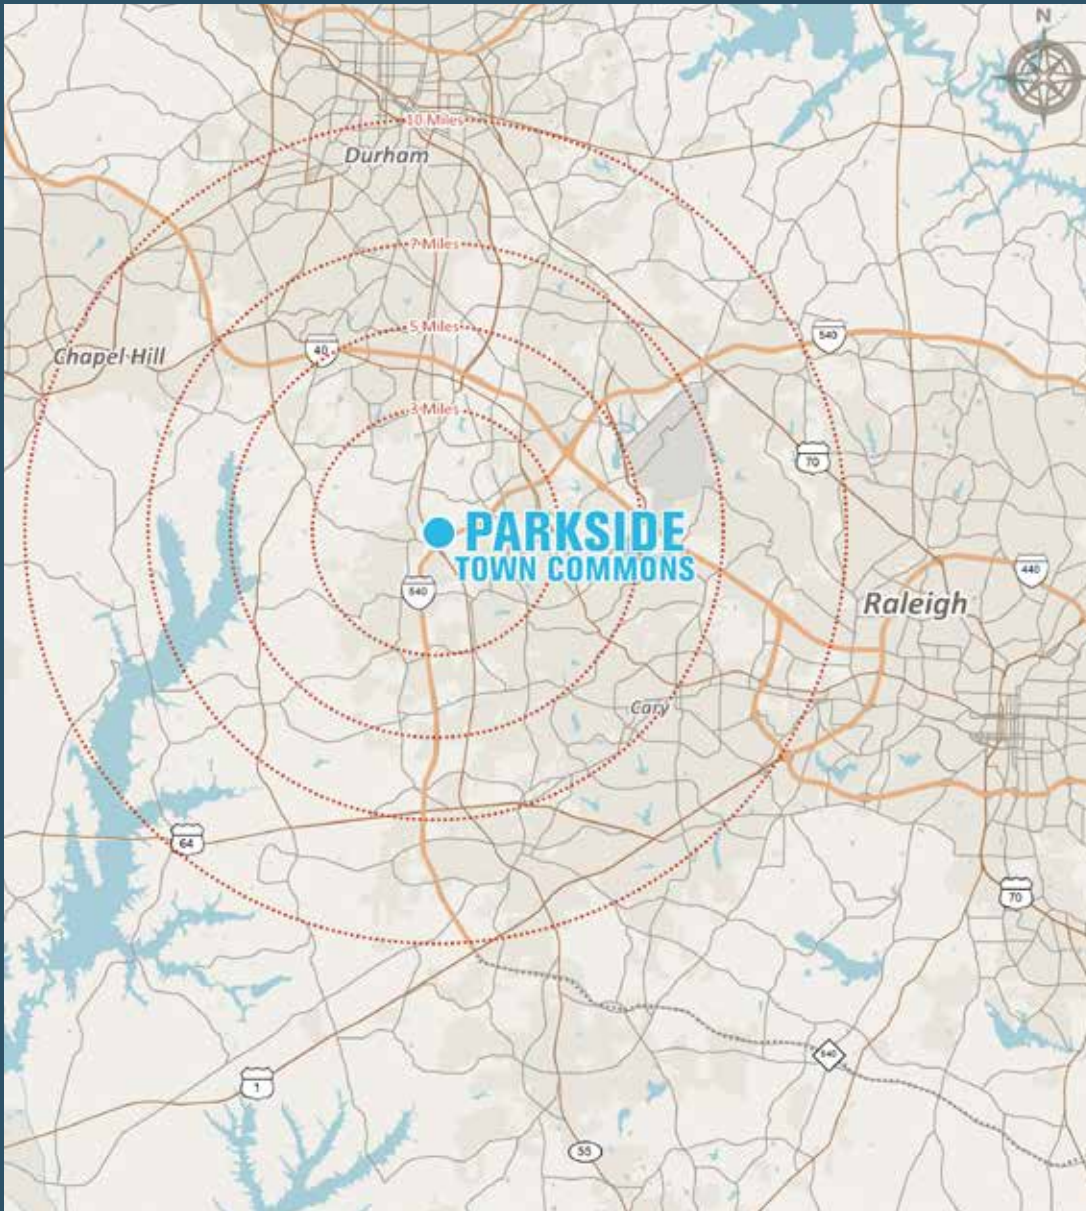 N
10 Miles
Durham
7 Miles
5 Miles
540
40
Chapel Hill
3 Miles
70
PARKSIDE
TOWN COMMONS
540
440
Raleigh
Cary
64
70
540
1
55